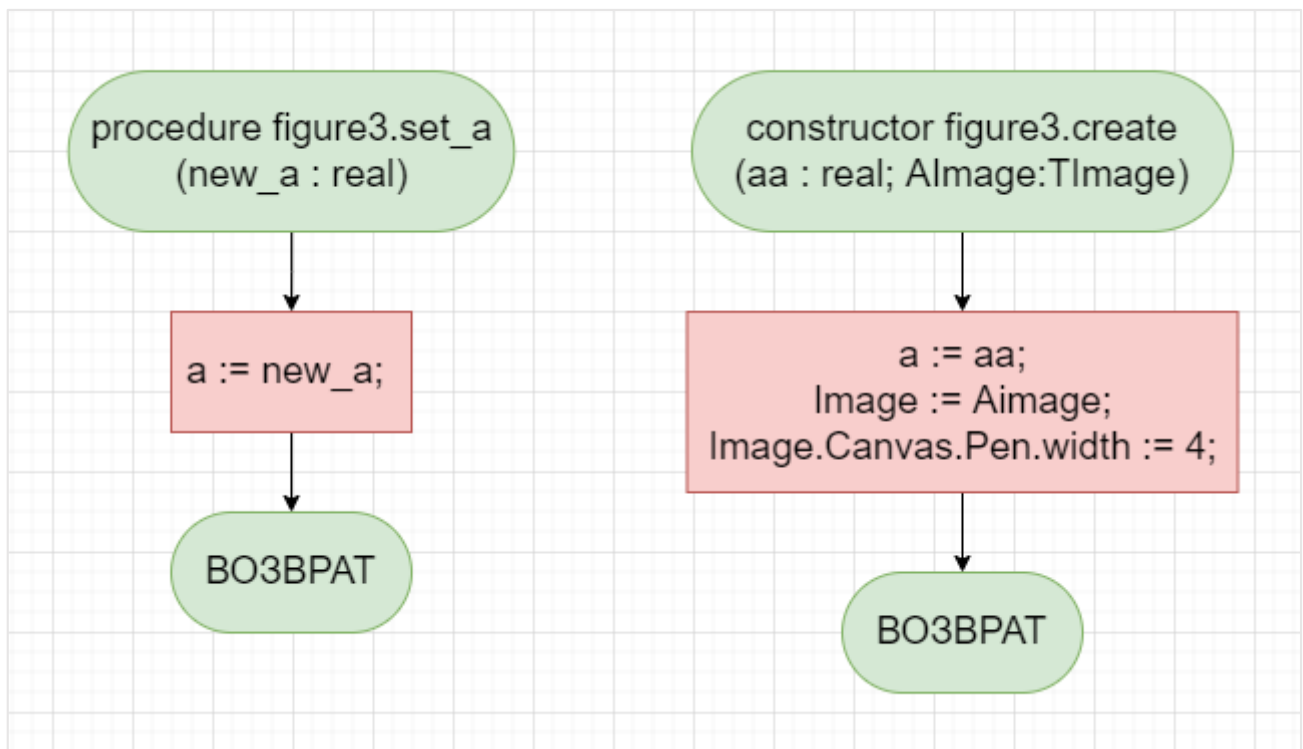 procedure figure3.set_a
(new_a : real)
a := new_a;
ВОЗВРАТ
constructor figure3.create
(aa : real; AImage:TImage)
a := aa;
Image := Aimage;
Image.Canvas.Pen.width := 4;
ВОЗВРАТ